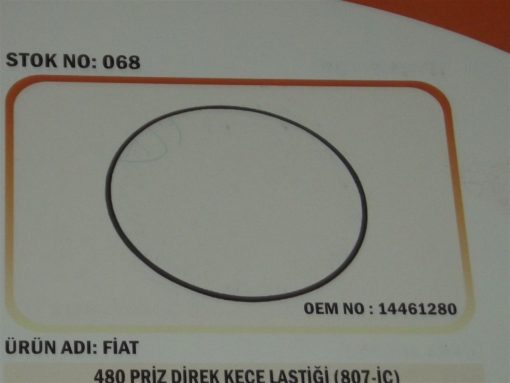 STOK NO: 068
OEM NO : 14461280
ÜRÜN ADI: FİAT
480 PRİZ DİREK KEÇE LASTİĞİ (807-İÇ)